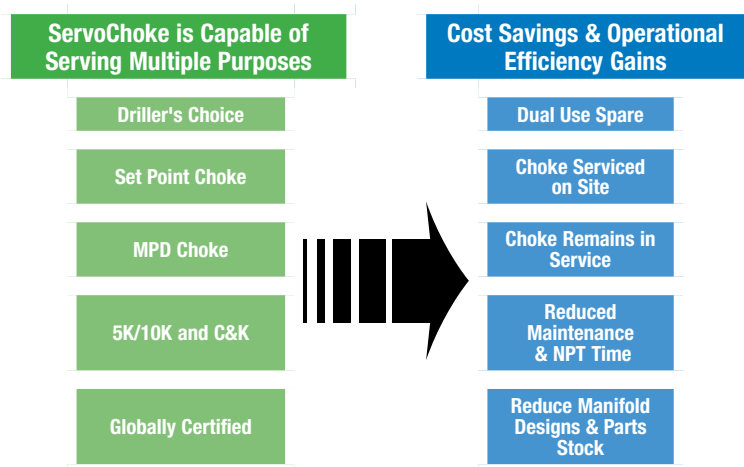 ServoChoke is Capable of
Serving Multiple Purposes
Driller's Choice
Set Point Choke
MPD Choke
5K/10K and C&K
Globally Certified
Cost Savings & Operational
Efficiency Gains
Dual Use Spare
Choke Serviced
on Site
Choke Remains in
Service
Reduced
Maintenance
& NPT Time
Reduce Manifold
Designs & Parts
Stock